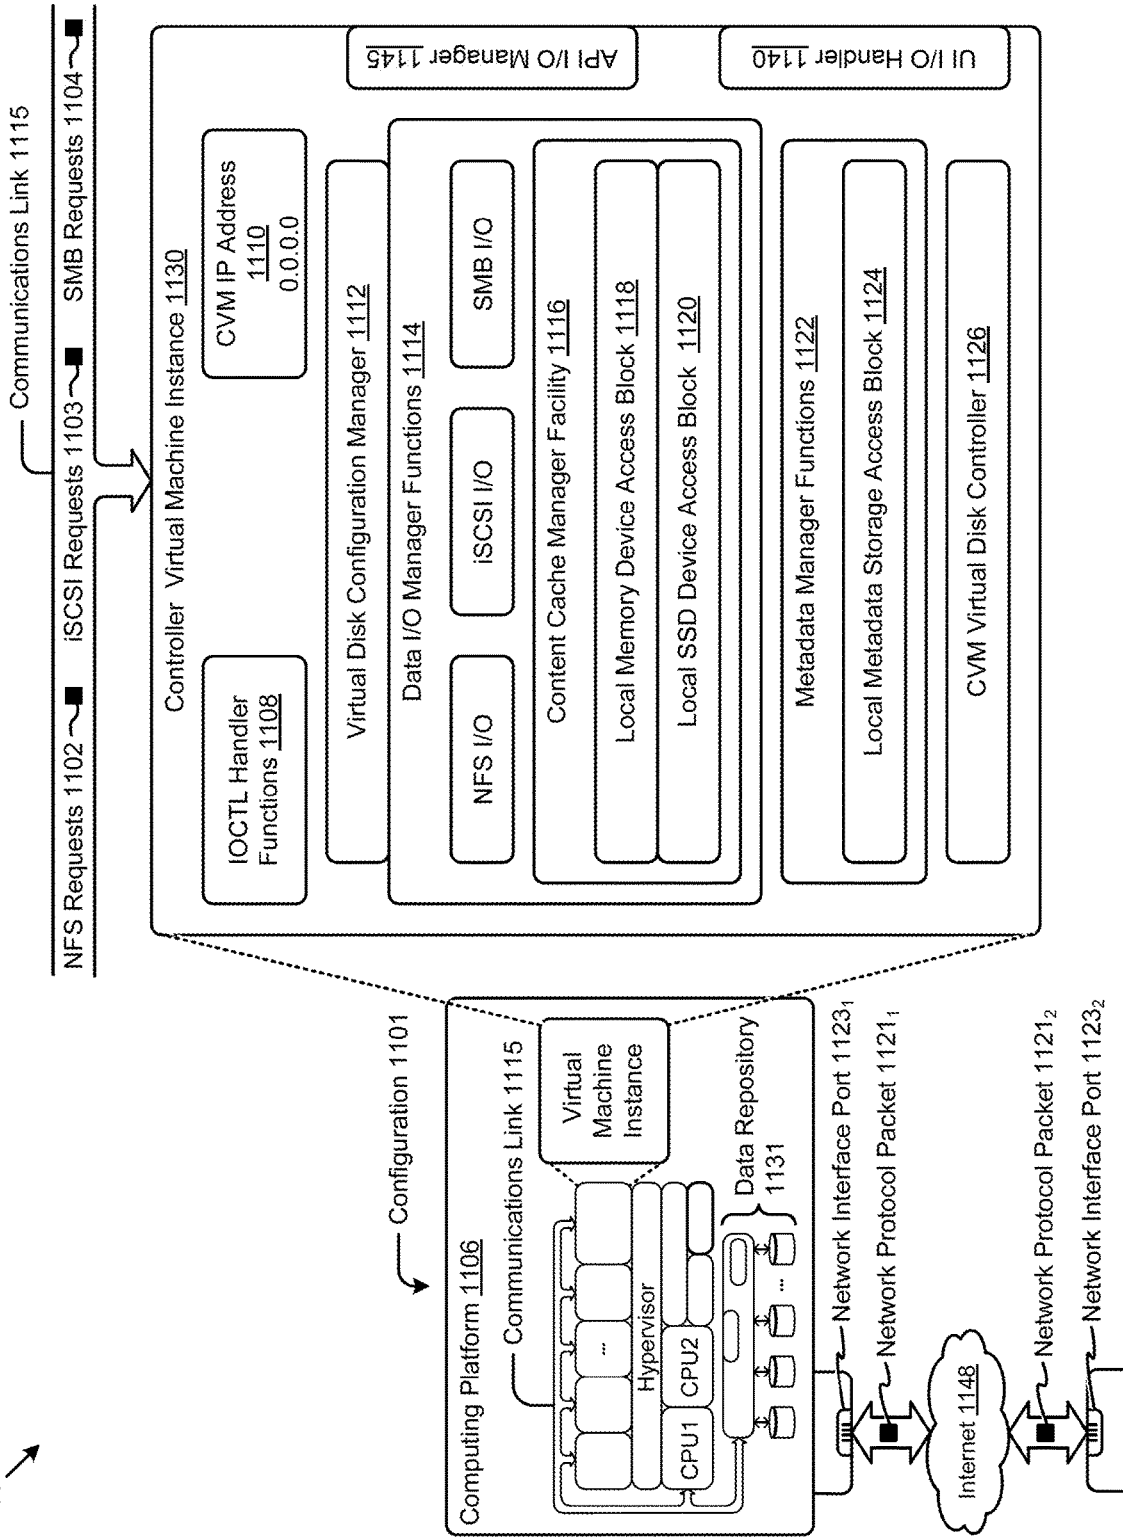 Communications Link 1115
NFS Requests 1102
iSCSI Requests 1103
SMB Requests 1104
Controller Virtual Machine Instance 1130
IOCTL Handler
Functions 1108
CVM IP Address
1110
0.0.0.0
Virtual Disk Configuration Manager 1112
Data I/O Manager Functions 1114
NFS I/O
iSCSI I/O
SMB I/O
Content Cache Manager Facility 1116
Local Memory Device Access Block 1118
Local SSD Device Access Block 1120
Metadata Manager Functions 1122
Local Metadata Storage Access Block 1124
CVM Virtual Disk Controller 1126
API I/O Manager 1145
UI I/O Handler 1140
Configuration 1101
Computing Platform 1106
Communications Link 1115
Virtual
Machine
Instance
...
Hypervisor
CPU1
CPU2
Data Repository
1131
...
Network Interface Port 1123₁
Network Protocol Packet 1121₁
Internet 1148
Network Protocol Packet 1121₂
Network Interface Port 1123₂